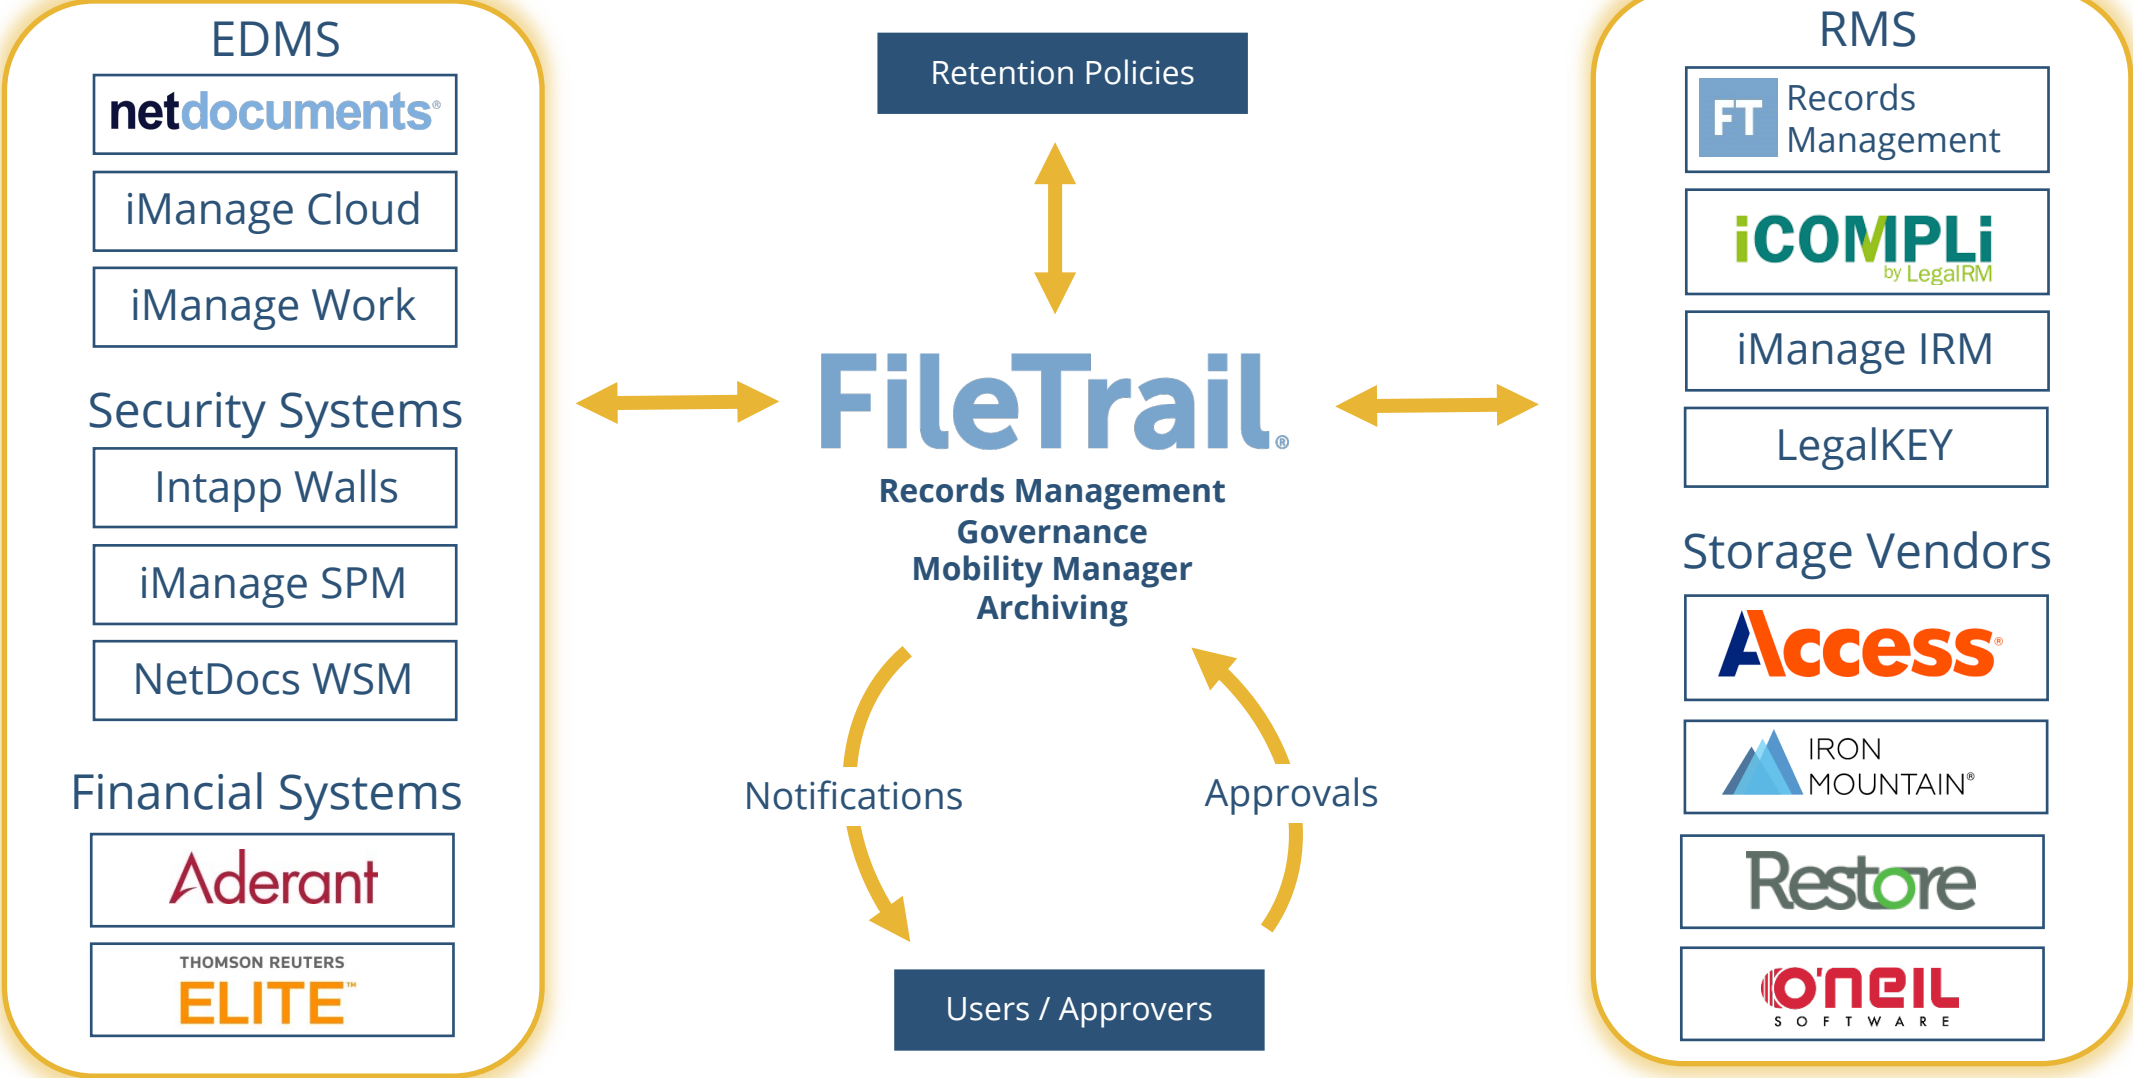 EDMS
netdocuments®
iManage Cloud
iManage Work
Security Systems
Intapp Walls
iManage SPM
NetDocs WSM
Financial Systems
Aderant
THOMSON REUTERS
ELITE™
Retention Policies
FileTrail®
Records Management
Governance
Mobility Manager
Archiving
Notifications
Approvals
Users / Approvers
RMS
FT
Records
Management
iCOMPLi
by LegalRM
iManage IRM
LegalKEY
Storage Vendors
Access®
IRON
MOUNTAIN®
Restore
O'NEIL
SOFTWARE